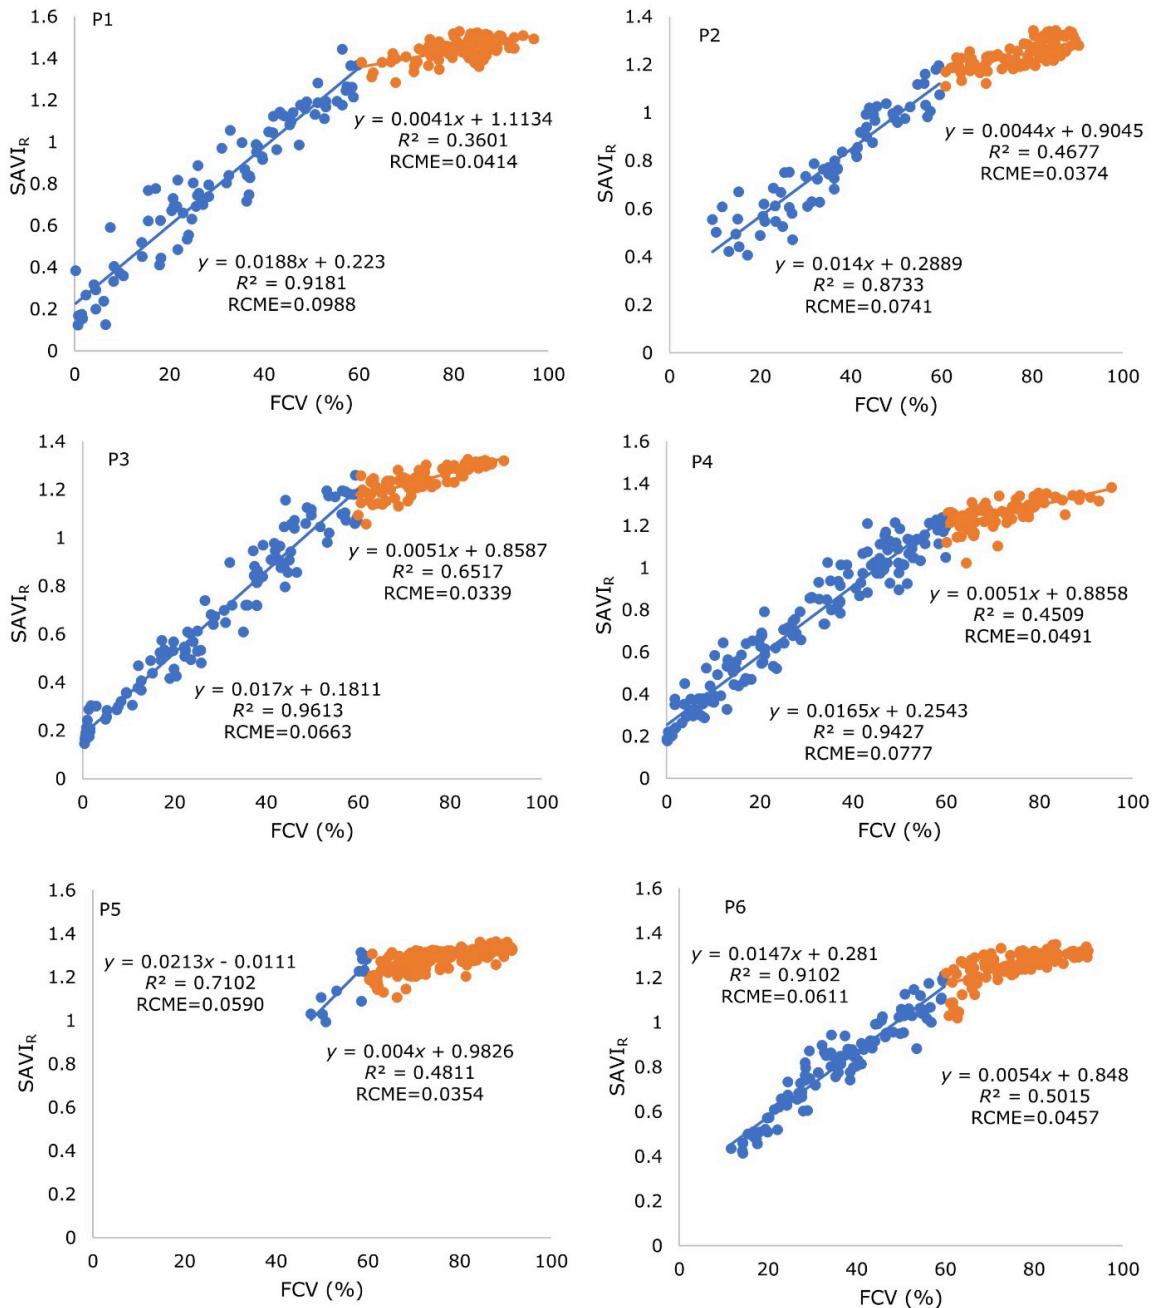 P1
1.6
1.4
1.2
1
0.8
0.6
0.4
0.2
0
SAVI_R
y = 0.0041x + 1.1134
R² = 0.3601
RCME=0.0414
y = 0.0188x + 0.223
R² = 0.9181
RCME=0.0988
0 20 40 60 80 100
FCV (%)
P2
1.4
1.2
1
0.8
0.6
0.4
0.2
0
SAVI_R
y = 0.0044x + 0.9045
R² = 0.4677
RCME=0.0374
y = 0.014x + 0.2889
R² = 0.8733
RCME=0.0741
0 20 40 60 80 100
FCV (%)
P3
1.4
1.2
1
0.8
0.6
0.4
0.2
0
SAVI_R
y = 0.0051x + 0.8587
R² = 0.6517
RCME=0.0339
y = 0.017x + 0.1811
R² = 0.9613
RCME=0.0663
0 20 40 60 80 100
FCV (%)
P4
1.6
1.4
1.2
1
0.8
0.6
0.4
0.2
0
SAVI_R
y = 0.0051x + 0.8858
R² = 0.4509
RCME=0.0491
y = 0.0165x + 0.2543
R² = 0.9427
RCME=0.0777
0 20 40 60 80 100
FCV (%)
P5
1.6
1.4
1.2
1
0.8
0.6
0.4
0.2
0
SAVI_R
y = 0.0213x - 0.0111
R² = 0.7102
RCME=0.0590
y = 0.004x + 0.9826
R² = 0.4811
RCME=0.0354
0 20 40 60 80 100
FCV (%)
P6
1.6
1.4
1.2
1
0.8
0.6
0.4
0.2
0
SAVI_R
y = 0.0147x + 0.281
R² = 0.9102
RCME=0.0611
y = 0.0054x + 0.848
R² = 0.5015
RCME=0.0457
0 20 40 60 80 100
FCV (%)